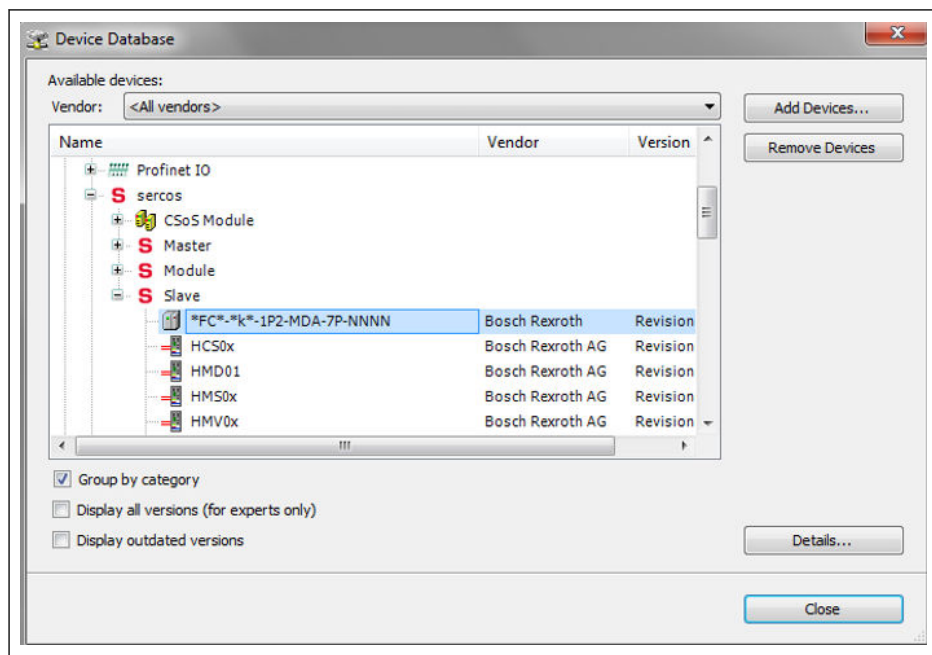 Device Database
Available devices:
Vendor: <All vendors>
Add Devices...
Name Vendor Version
Remove Devices
Profinet IO
S sercos
CSoS Module
S Master
S Module
S Slave
*FC*-*k*-1P2-MDA-7P-NNNN Bosch Rexroth Revision
HCS0x Bosch Rexroth AG Revision
HMD01 Bosch Rexroth AG Revision
HMS0x Bosch Rexroth AG Revision
HMV0x Bosch Rexroth AG Revision
Group by category
Display all versions (for experts only)
Display outdated versions
Details...
Close